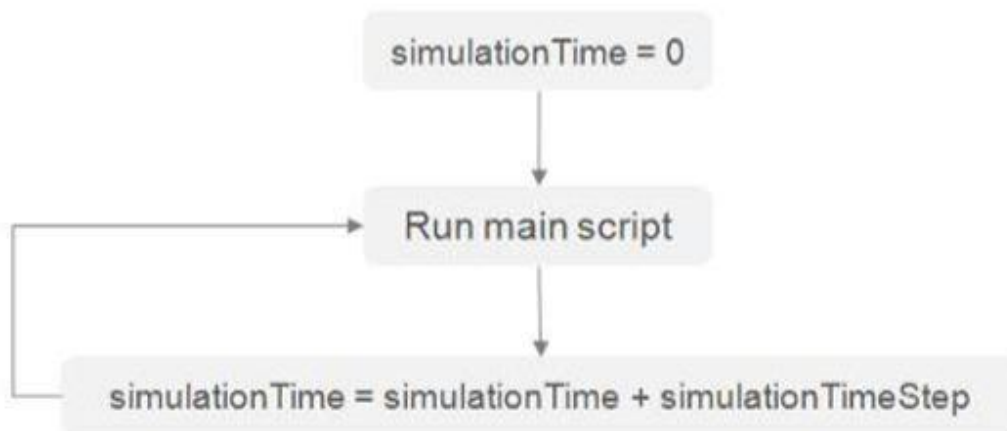 simulationTime = 0
Run main script
simulationTime = simulationTime + simulationTimeStep